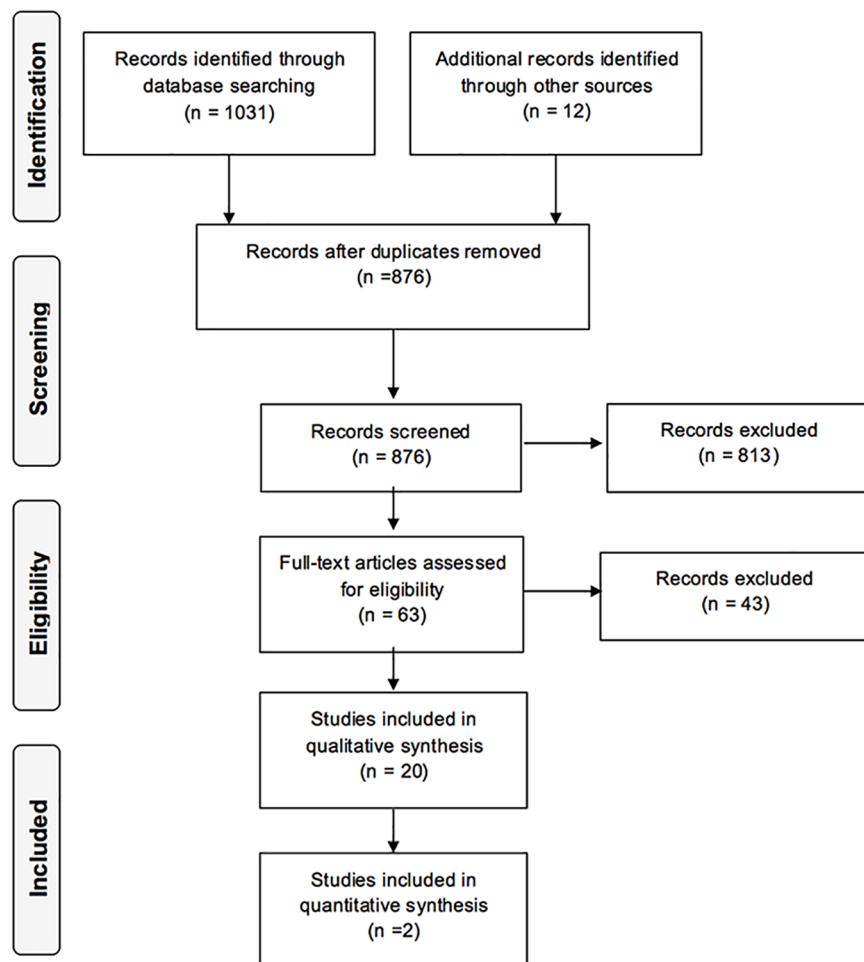 Identification
Records identified through
database searching
(n = 1031)
Additional records identified
through other sources
(n = 12)
Records after duplicates removed
(n =876)
Screening
Records screened
(n = 876)
Records excluded
(n = 813)
Eligibility
Full-text articles assessed
for eligibility
(n = 63)
Records excluded
(n = 43)
Studies included in
qualitative synthesis
(n = 20)
Included
Studies included in
quantitative synthesis
(n =2)